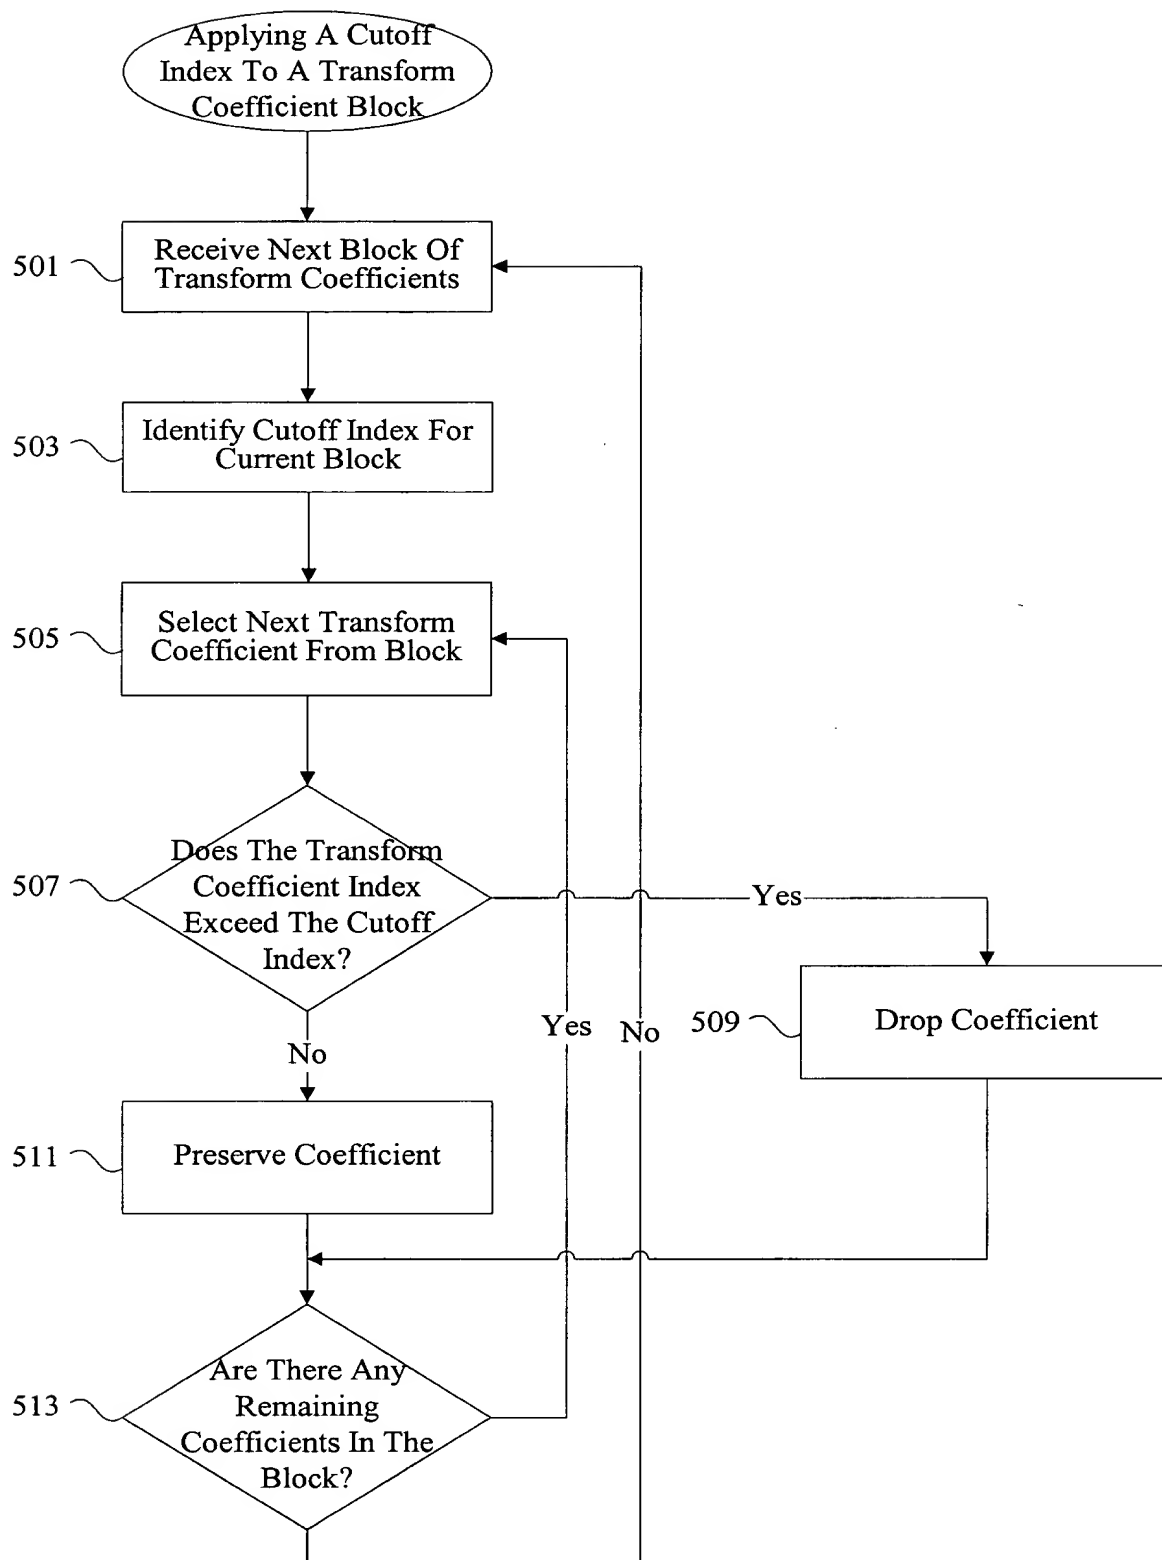 Applying A Cutoff
Index To A Transform
Coefficient Block
501
Receive Next Block Of
Transform Coefficients
503
Identify Cutoff Index For
Current Block
505
Select Next Transform
Coefficient From Block
507
Does The Transform
Coefficient Index
Exceed The Cutoff
Index?
Yes
No
Yes
No
509
Drop Coefficient
511
Preserve Coefficient
513
Are There Any
Remaining
Coefficients In The
Block?